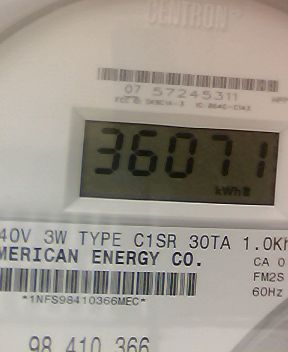 CENTRON
07 57245311
36071
kWh
40V 3W TYPE C1SR 30TA 1.0Kh
MERICAN ENERGY CO.
CA 0
FM2S
60Hz
*1NFS98410366MEC*
98 410 366